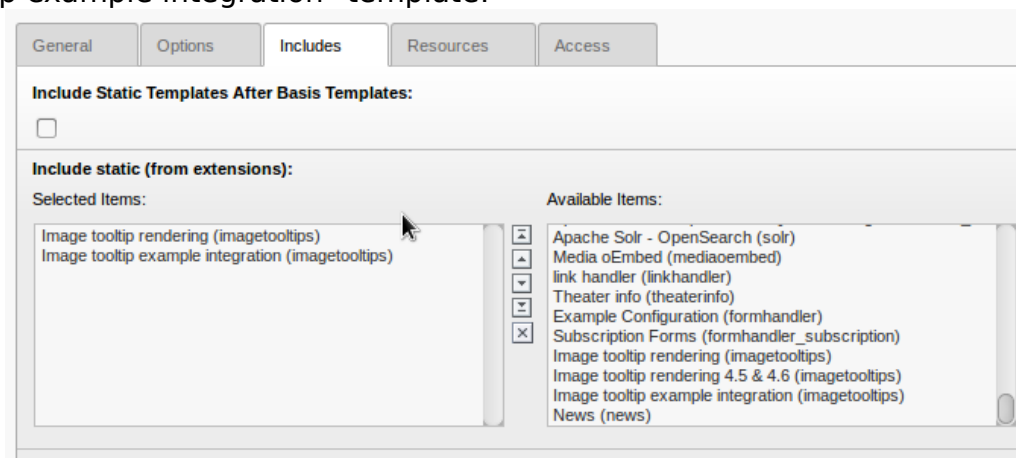 example integration" template.
General Options Includes Resources Access
Include Static Templates After Basis Templates:
Include static (from extensions):
Selected Items:
Available Items:
Image tooltip rendering (imagetooltips)
Image tooltip example integration (imagetooltips)
Apache Solr - OpenSearch (solr)
Media oEmbed (mediaoembed)
link handler (linkhandler)
Theater info (theaterinfo)
Example Configuration (formhandler)
Subscription Forms (formhandler_subscription)
Image tooltip rendering (imagetooltips)
Image tooltip rendering 4.5 & 4.6 (imagetooltips)
Image tooltip example integration (imagetooltips)
News (news)